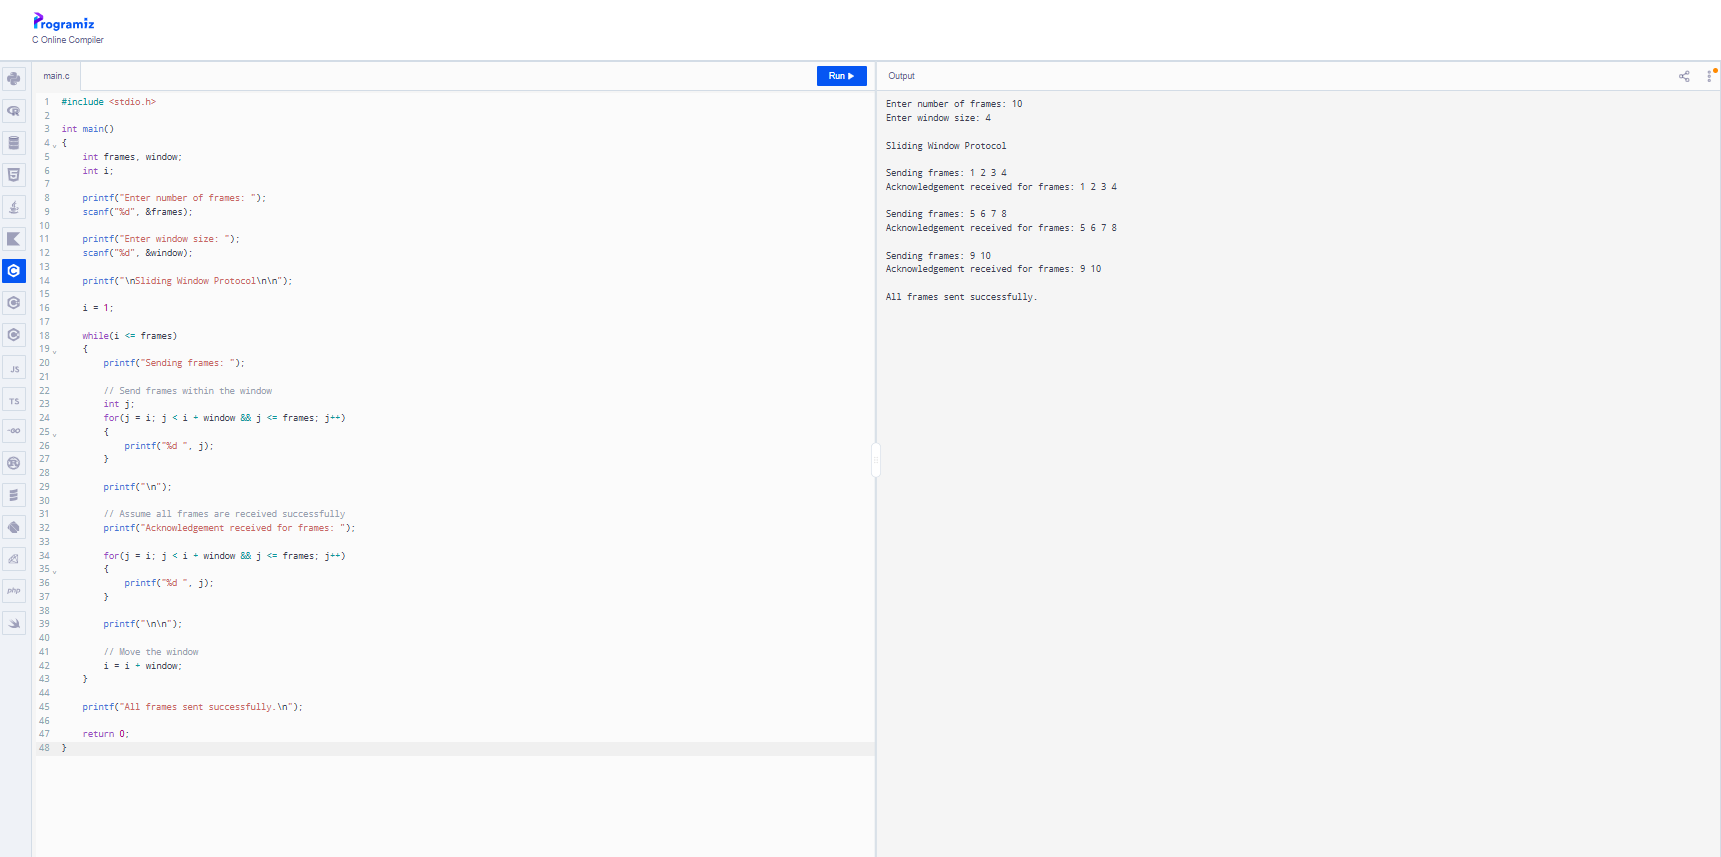 Programiz
C Online Compiler
main.c
Run
Output
1 #include <stdio.h>
2
3 int main()
4 {
5     int frames, window;
6     int i;
7
8     printf("Enter number of frames: ");
9     scanf("%d", &frames);
10
11     printf("Enter window size: ");
12     scanf("%d", &window);
13
14     printf("\nSliding Window Protocol\n\n");
15
16     i = 1;
17
18     while(i <= frames)
19     {
20         printf("Sending frames: ");
21
22         // Send frames within the window
23         int j;
24         for(j = i; j < i + window && j <= frames; j++)
25         {
26             printf("%d ", j);
27         }
28
29         printf("\n");
30
31         // Assume all frames are received successfully
32         printf("Acknowledgement received for frames: ");
33
34         for(j = i; j < i + window && j <= frames; j++)
35         {
36             printf("%d ", j);
37         }
38
39         printf("\n\n");
40
41         // Move the window
42         i = i + window;
43     }
44
45     printf("All frames sent successfully.\n");
46
47     return 0;
48 }
Enter number of frames: 10
Enter window size: 4
Sliding Window Protocol
Sending frames: 1 2 3 4
Acknowledgement received for frames: 1 2 3 4
Sending frames: 5 6 7 8
Acknowledgement received for frames: 5 6 7 8
Sending frames: 9 10
Acknowledgement received for frames: 9 10
All frames sent successfully.
JS
TS
GO
php